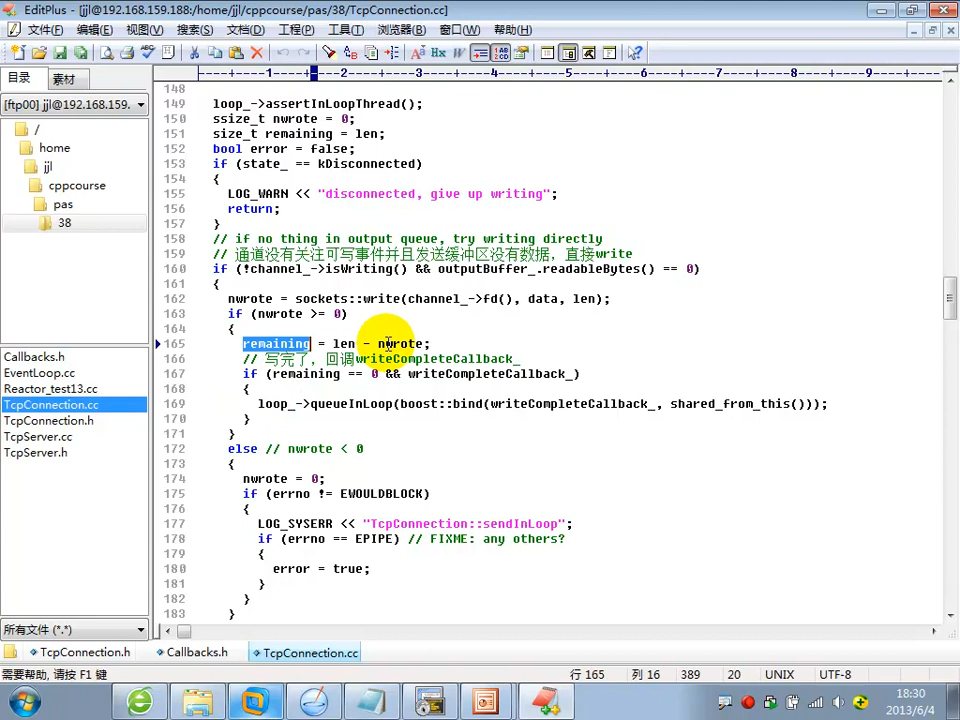 EditPlus - [jjl@192.168.159.188:/home/jjl/cppcourse/pas/38/TcpConnection.cc]
文件(F) 编辑(E) 视图(V) 搜索(S) 文档(D) 工程(P) 工具(T) 浏览器(B) 窗口(W) 帮助(H)
目录 素材
[ftp00] jjl@192.168.159.
/
home
jjl
cppcourse
pas
38
Callbacks.h
EventLoop.cc
Reactor_test13.cc
TcpConnection.cc
TcpConnection.h
TcpServer.cc
TcpServer.h
所有文件 (*.*)
----+----1----+----2----+----3----+----4----+----5----+----6----+----7----+----8----+----9----+--
148
149 loop_->assertInLoopThread();
150 ssize_t nwrote = 0;
151 size_t remaining = len;
152 bool error = false;
153 if (state_ == kDisconnected)
154 {
155 LOG_WARN << "disconnected, give up writing";
156 return;
157 }
158 // if no thing in output queue, try writing directly
159 // 通道没有关注可写事件并且发送缓冲区没有数据，直接write
160 if (!channel_->isWriting() && outputBuffer_.readableBytes() == 0)
161 {
162 nwrote = sockets::write(channel_->fd(), data, len);
163 if (nwrote >= 0)
164 {
165 remaining = len - nwrote;
166 // 写完了，回调writeCompleteCallback_
167 if (remaining == 0 && writeCompleteCallback_)
168 {
169 loop_->queueInLoop(boost::bind(writeCompleteCallback_, shared_from_this()));
170 }
171 }
172 else // nwrote < 0
173 {
174 nwrote = 0;
175 if (errno != EWOULDBLOCK)
176 {
177 LOG_SYSERR << "TcpConnection::sendInLoop";
178 if (errno == EPIPE) // FIXME: any others?
179 {
180 error = true;
181 }
182 }
183 }
TcpConnection.h Callbacks.h TcpConnection.cc
需要帮助, 请按 F1 键 行 165 列 16 389 20 UNIX UTF-8
18:30
2013/6/4